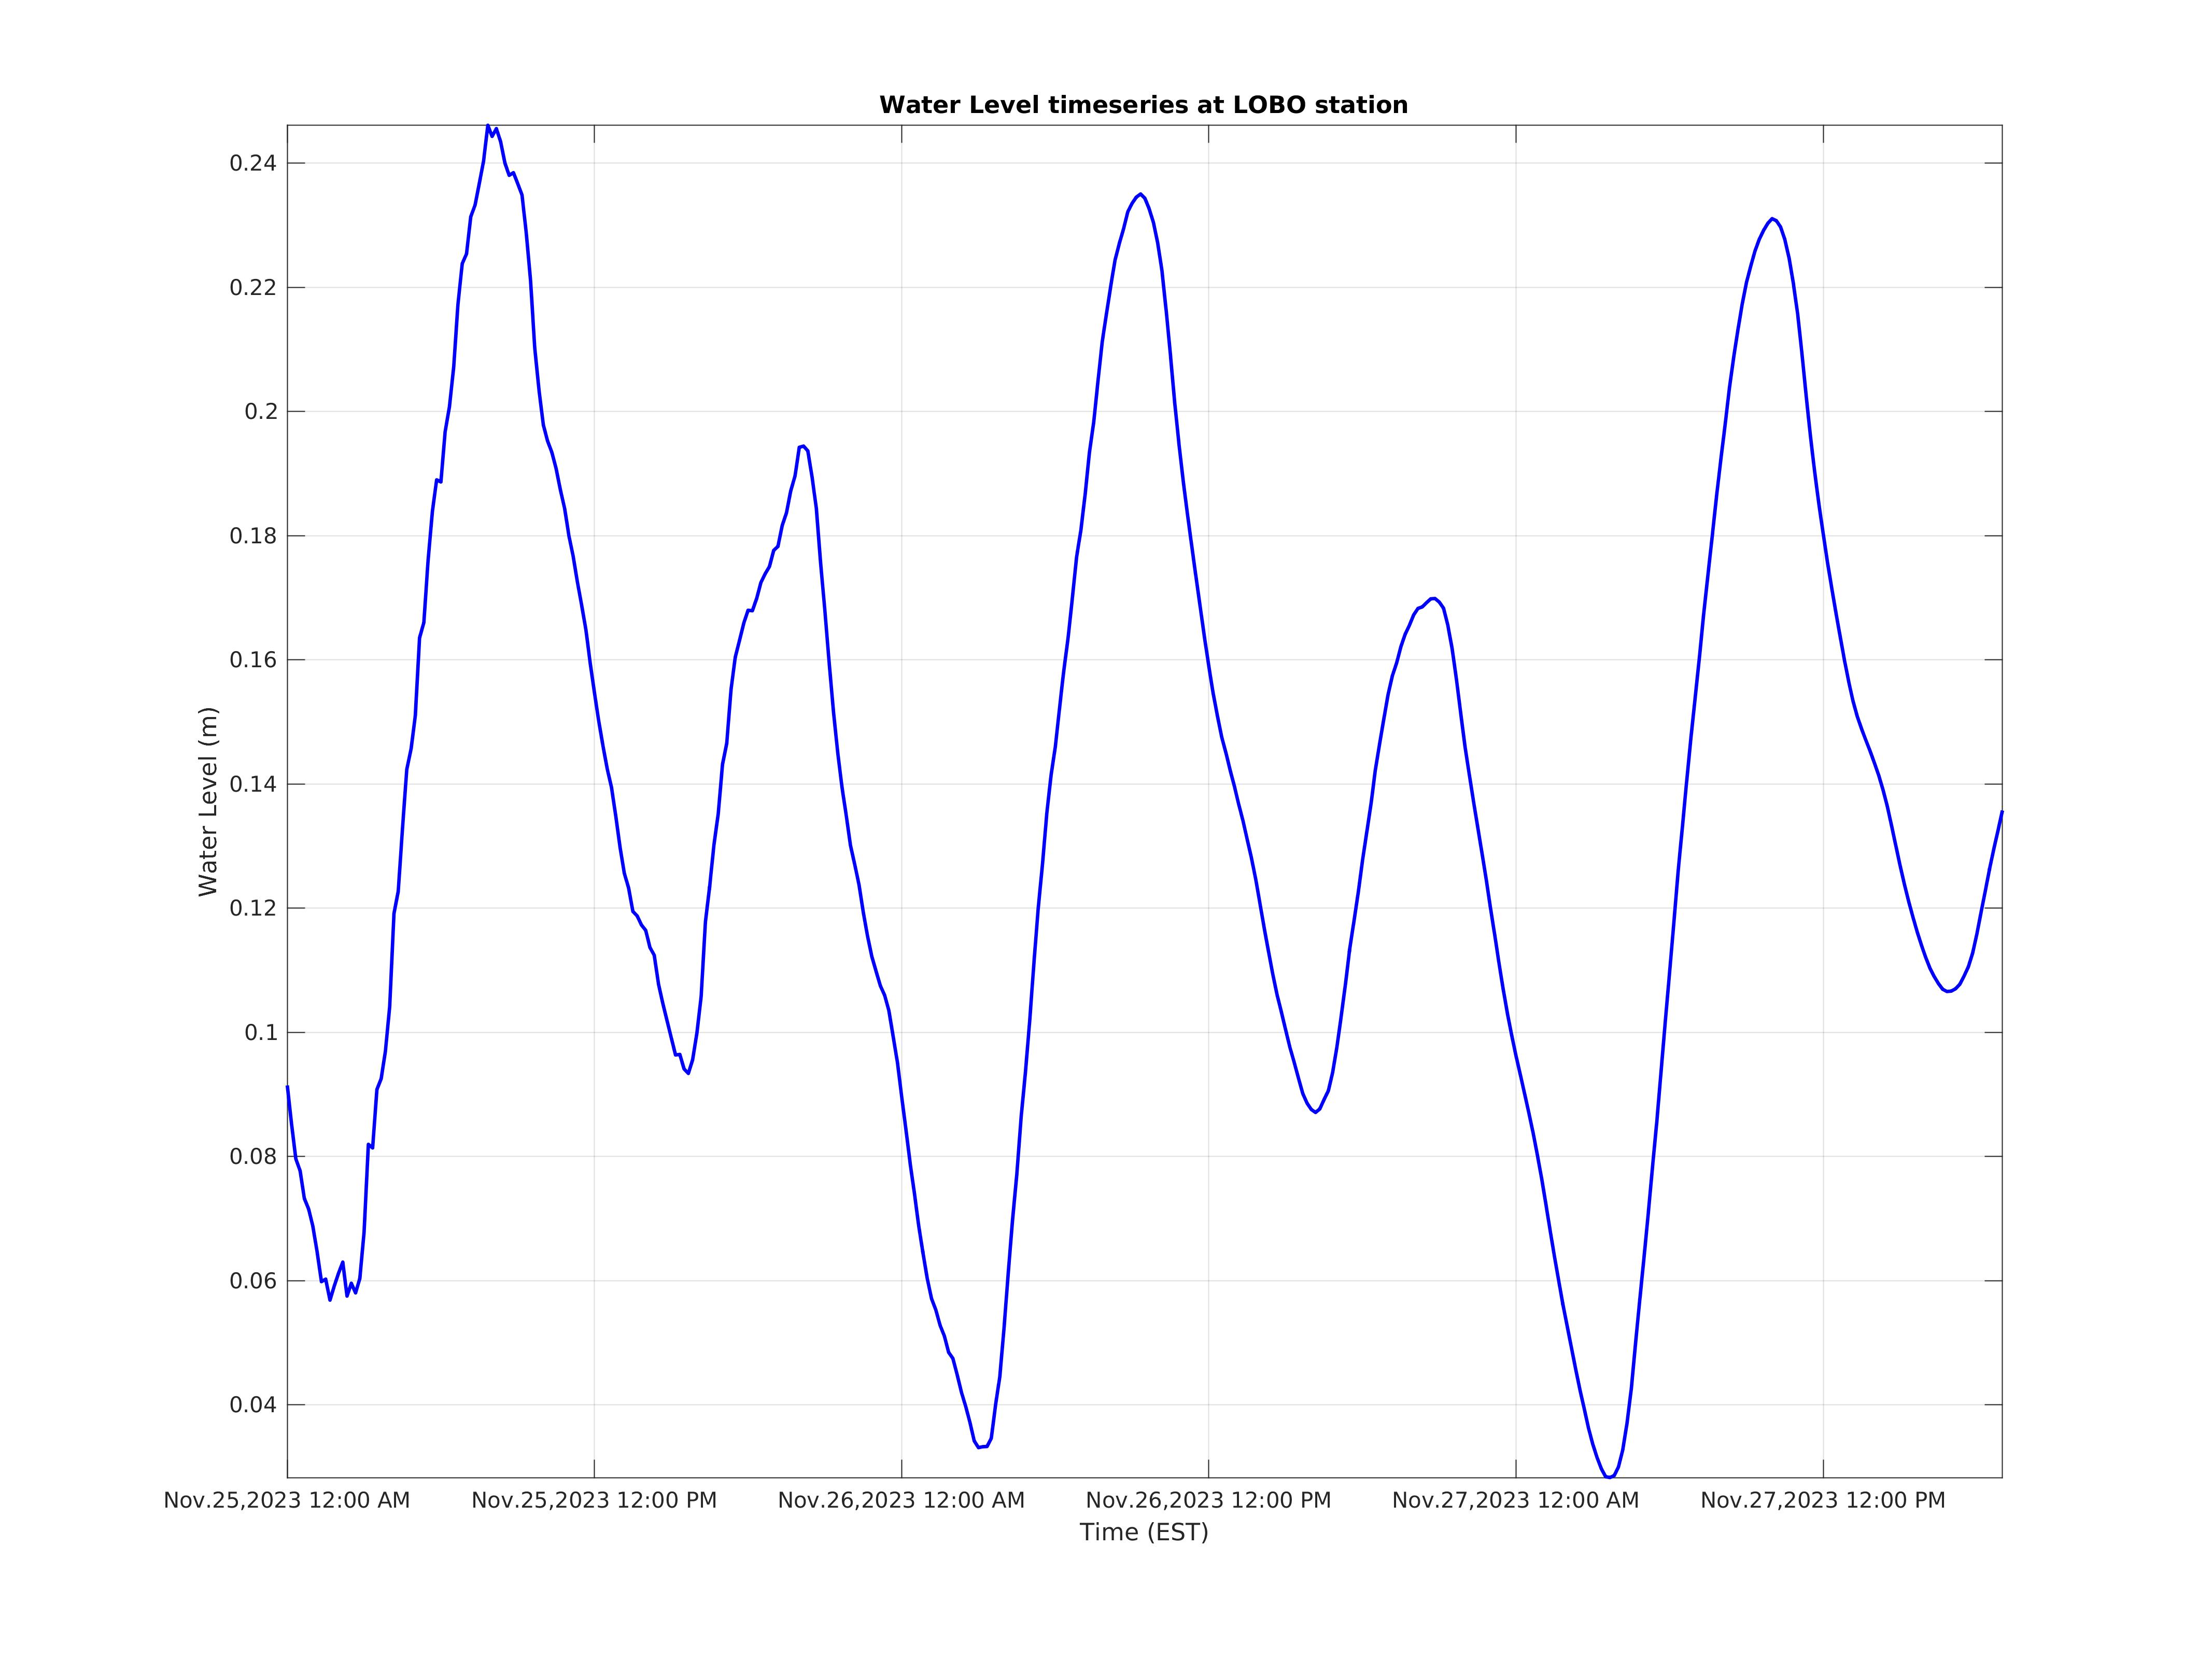 Water Level timeseries at LOBO station
0.24
0.22
0.2
0.18
0.16
0.14
0.12
0.1
0.08
0.06
0.04
Water Level (m)
Nov.25,2023 12:00 AM
Nov.25,2023 12:00 PM
Nov.26,2023 12:00 AM
Nov.26,2023 12:00 PM
Nov.27,2023 12:00 AM
Nov.27,2023 12:00 PM
Time (EST)